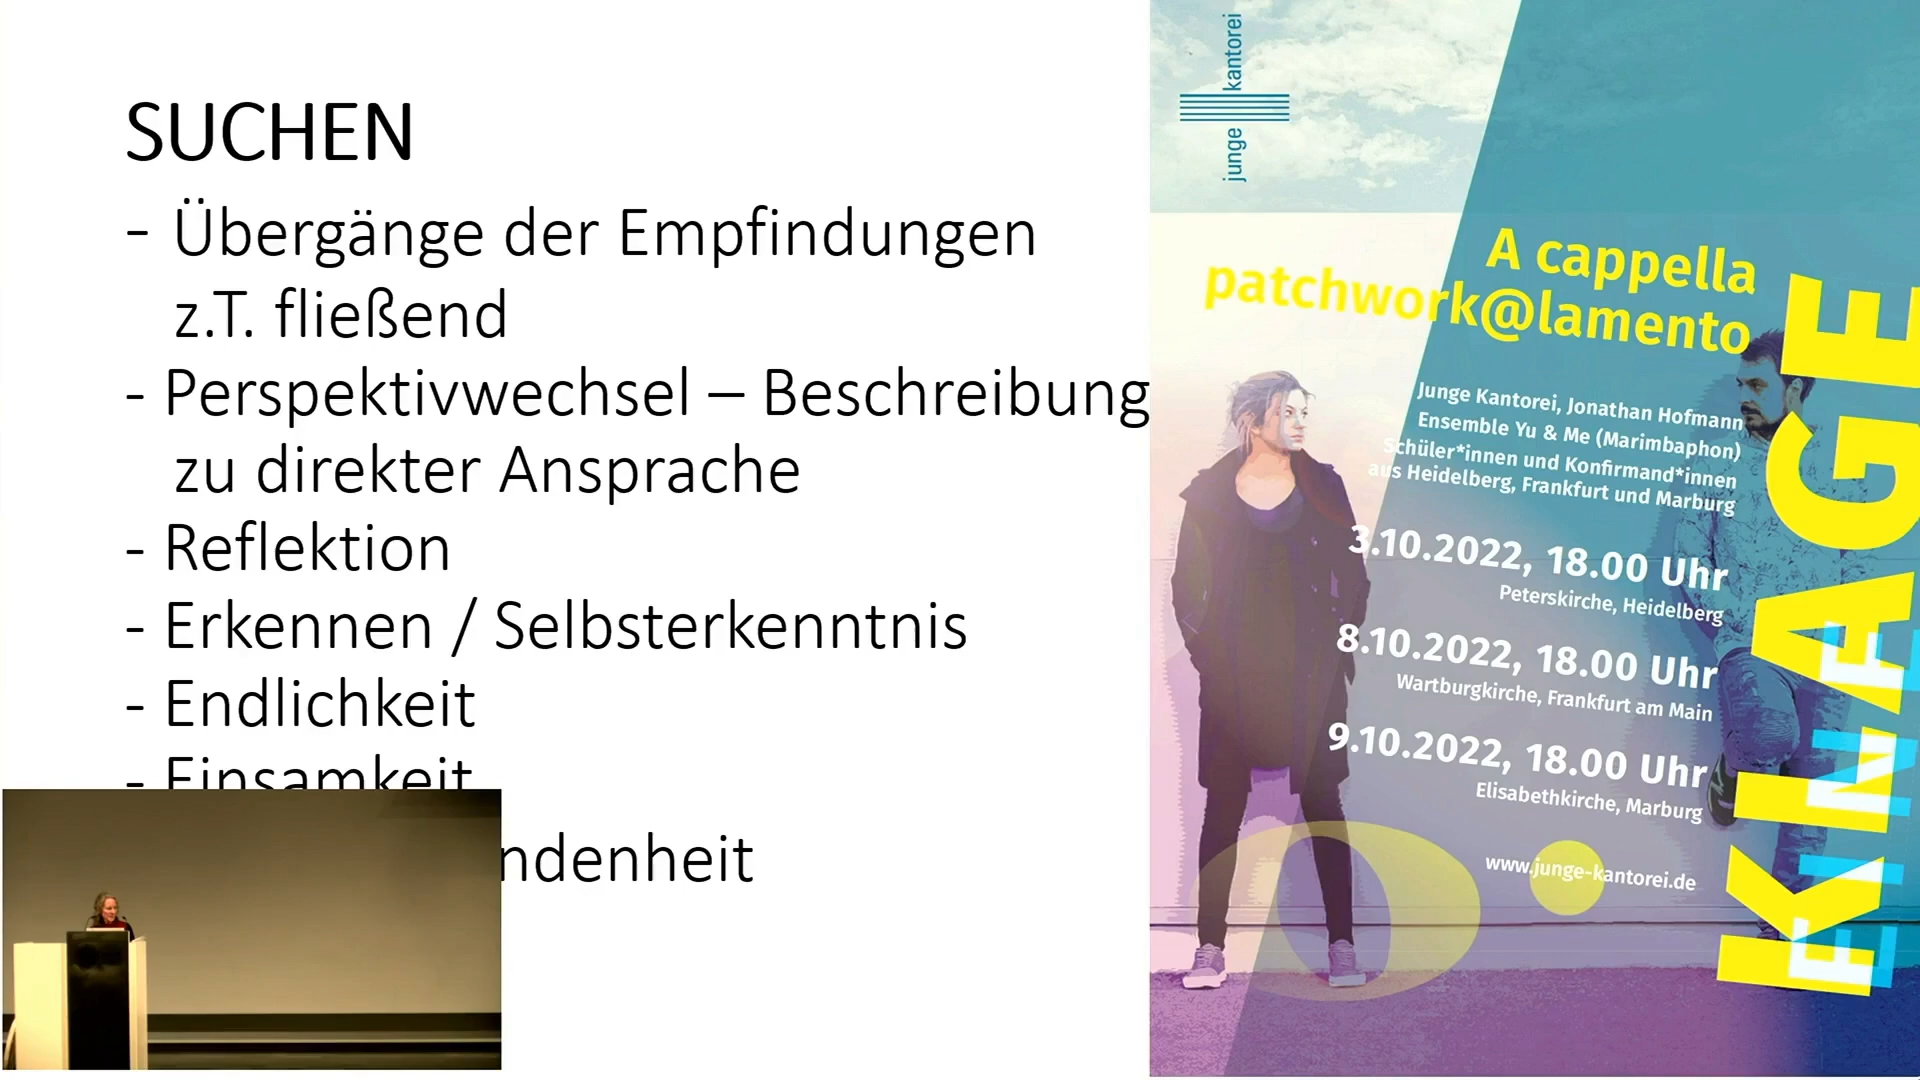 SUCHEN
- Übergänge der Empfindungen
z.T. fließend
- Perspektivwechsel – Beschreibung
zu direkter Ansprache
- Reflektion
- Erkennen / Selbsterkenntnis
- Endlichkeit
- Einsamkeit
ndenheit
junge kantorei
A cappella
patchwork@lamento
Junge Kantorei, Jonathan Hofmann
Ensemble Yu & Me (Marimbaphon)
Schüler*innen und Konfirmand*innen
aus Heidelberg, Frankfurt und Marburg
3.10.2022, 18.00 Uhr
Peterskirche, Heidelberg
8.10.2022, 18.00 Uhr
Wartburgkirche, Frankfurt am Main
9.10.2022, 18.00 Uhr
Elisabethkirche, Marburg
www.junge-kantorei.de
KLAGE